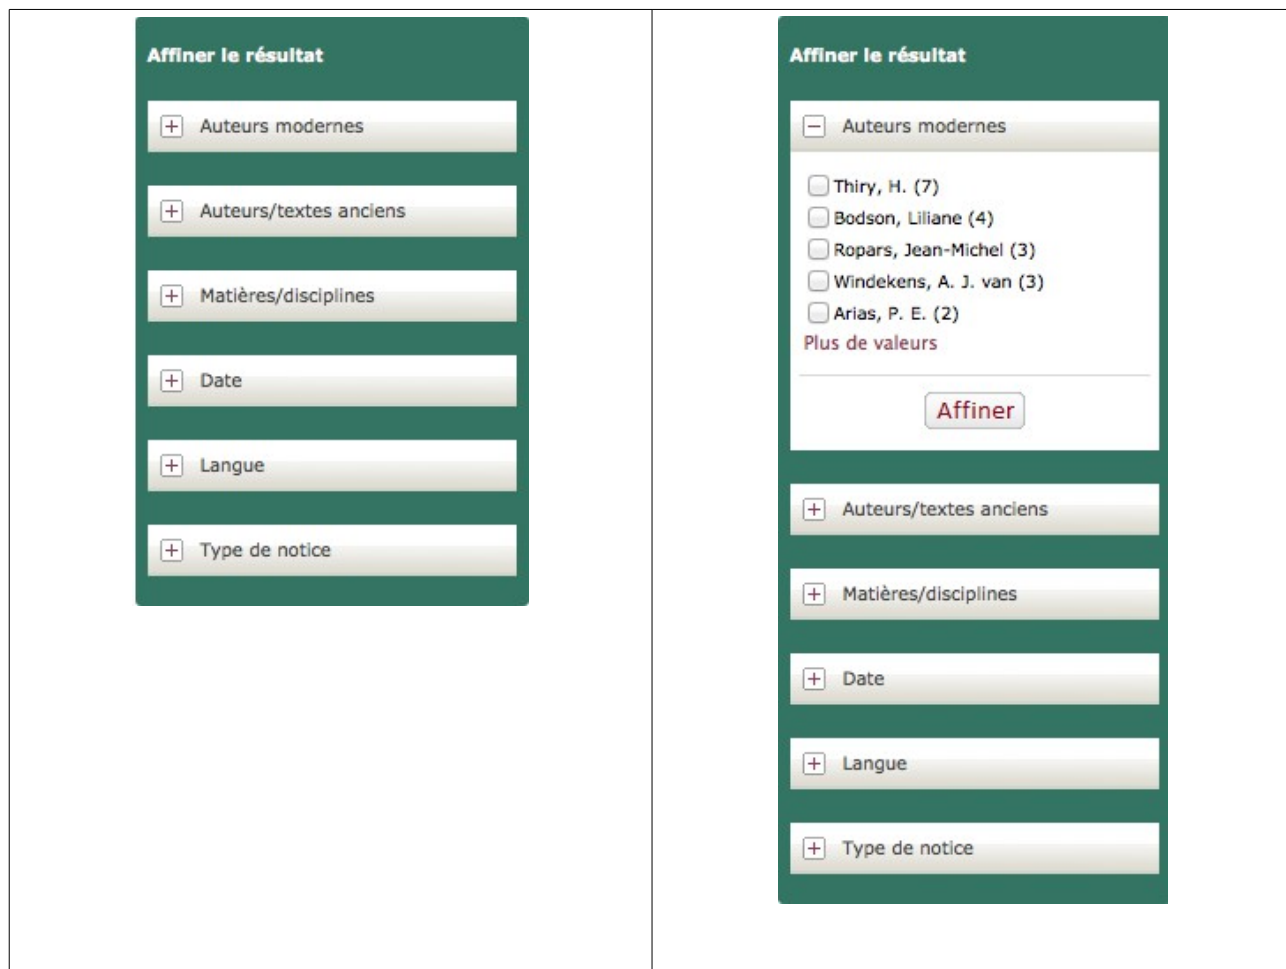 Affiner le résultat
Auteurs modernes
Auteurs/textes anciens
Matières/disciplines
Date
Langue
Type de notice
Affiner le résultat
Auteurs modernes
Thiry, H. (7)
Bodson, Liliane (4)
Ropars, Jean-Michel (3)
Windekens, A. J. van (3)
Arias, P. E. (2)
Plus de valeurs
Affiner
Auteurs/textes anciens
Matières/disciplines
Date
Langue
Type de notice